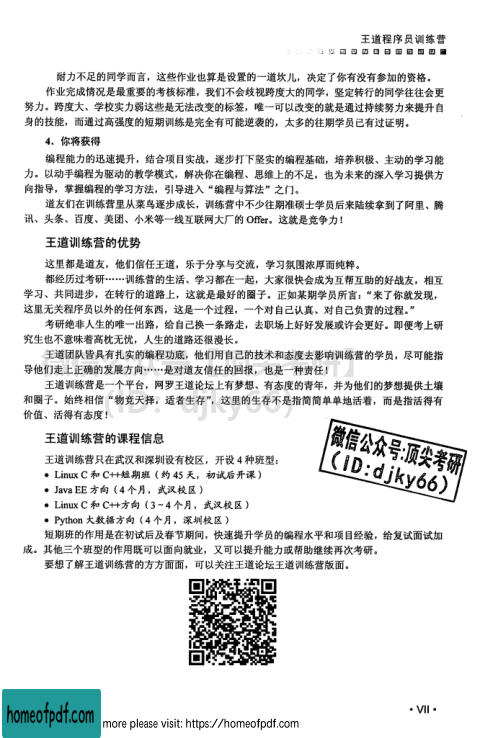 王道程序员训练营
耐力不足的同学而言，这些作业也算是设置的一道坎儿，决定了你有没有参加的资格。
作业完成情况是最重要的考核标准，我们不会歧视跨度大的同学，坚定转行的同学往往会更
努力。跨度大、学校实力弱这些是无法改变的标签，唯一可以改变的就是通过持续努力来提升自
身的技能，而通过高强度的短期训练是完全有可能逆袭的，太多的往期学员已有过证明。
4．你将获得
编程能力的迅速提升，结合项目实战，逐步打下坚实的编程基础，培养积极、主动的学习能
力。以动手编程为驱动的教学模式，解决你在编程、思维上的不足，也为未来的深入学习提供方
向指导，掌握编程的学习方法，引导进入“编程与算法”之门。
道友们在训练营里从菜鸟逐步成长，训练营中不少往期准硕士学员后来陆续拿到了阿里、腾
讯、头条、百度、美团、小米等一线互联网大厂的 Offer。这就是竞争力！
王道训练营的优势
这里都是道友，他们信任王道，乐于分享与交流，学习氛围浓厚而纯粹。
都经历过考研……训练营的生活、学习都在一起，大家很快会成为互帮互助的好战友，相互
学习、共同进步，在转行的道路上，这就是最好的圈子。正如某期学员所言：“来了你就发现，
这里无关程序员以外的任何东西，这是一个过程，一个对自己认真、对自己负责的过程。”
考研绝非人生的唯一出路，给自己换一条路走，去职场上好好发展或许会更好。即便考上研
究生也不意味着高枕无忧，人生的道路还很漫长。
王道团队皆具有扎实的编程功底，他们用自己的技术和态度去影响训练营的学员，尽可能指
导他们走上正确的发展方向……是对道友信任的回报，也是一种责任！
王道训练营是一个平台，网罗王道论坛上有梦想、有态度的青年，并为他们的梦想提供土壤
和圈子。始终相信“物竞天择，适者生存”，这里的生存不是指简简单单地活着，而是指活得有
价值、活得有态度！
王道训练营的课程信息
王道训练营只在武汉和深圳设有校区，开设 4 种班型：
• Linux C 和 C++短期班（约 45 天，初试后开课）
• Java EE 方向（4 个月，武汉校区）
• Linux C 和 C++方向（3~4 个月，武汉校区）
• Python 大数据方向（4 个月，深圳校区）
微信公众号:顶尖考研
(ID:djky66)
短期班的作用是在初试后及春节期间，快速提升学员的编程水平和项目经验，给复试面试加
成。其他三个班型的作用既可以面向就业，又可以提升能力或帮助继续再次考研。
要想了解王道训练营的方方面面，可以关注王道论坛王道训练营版面。
• VII •
homeofpdf.com
more please visit: https://homeofpdf.com